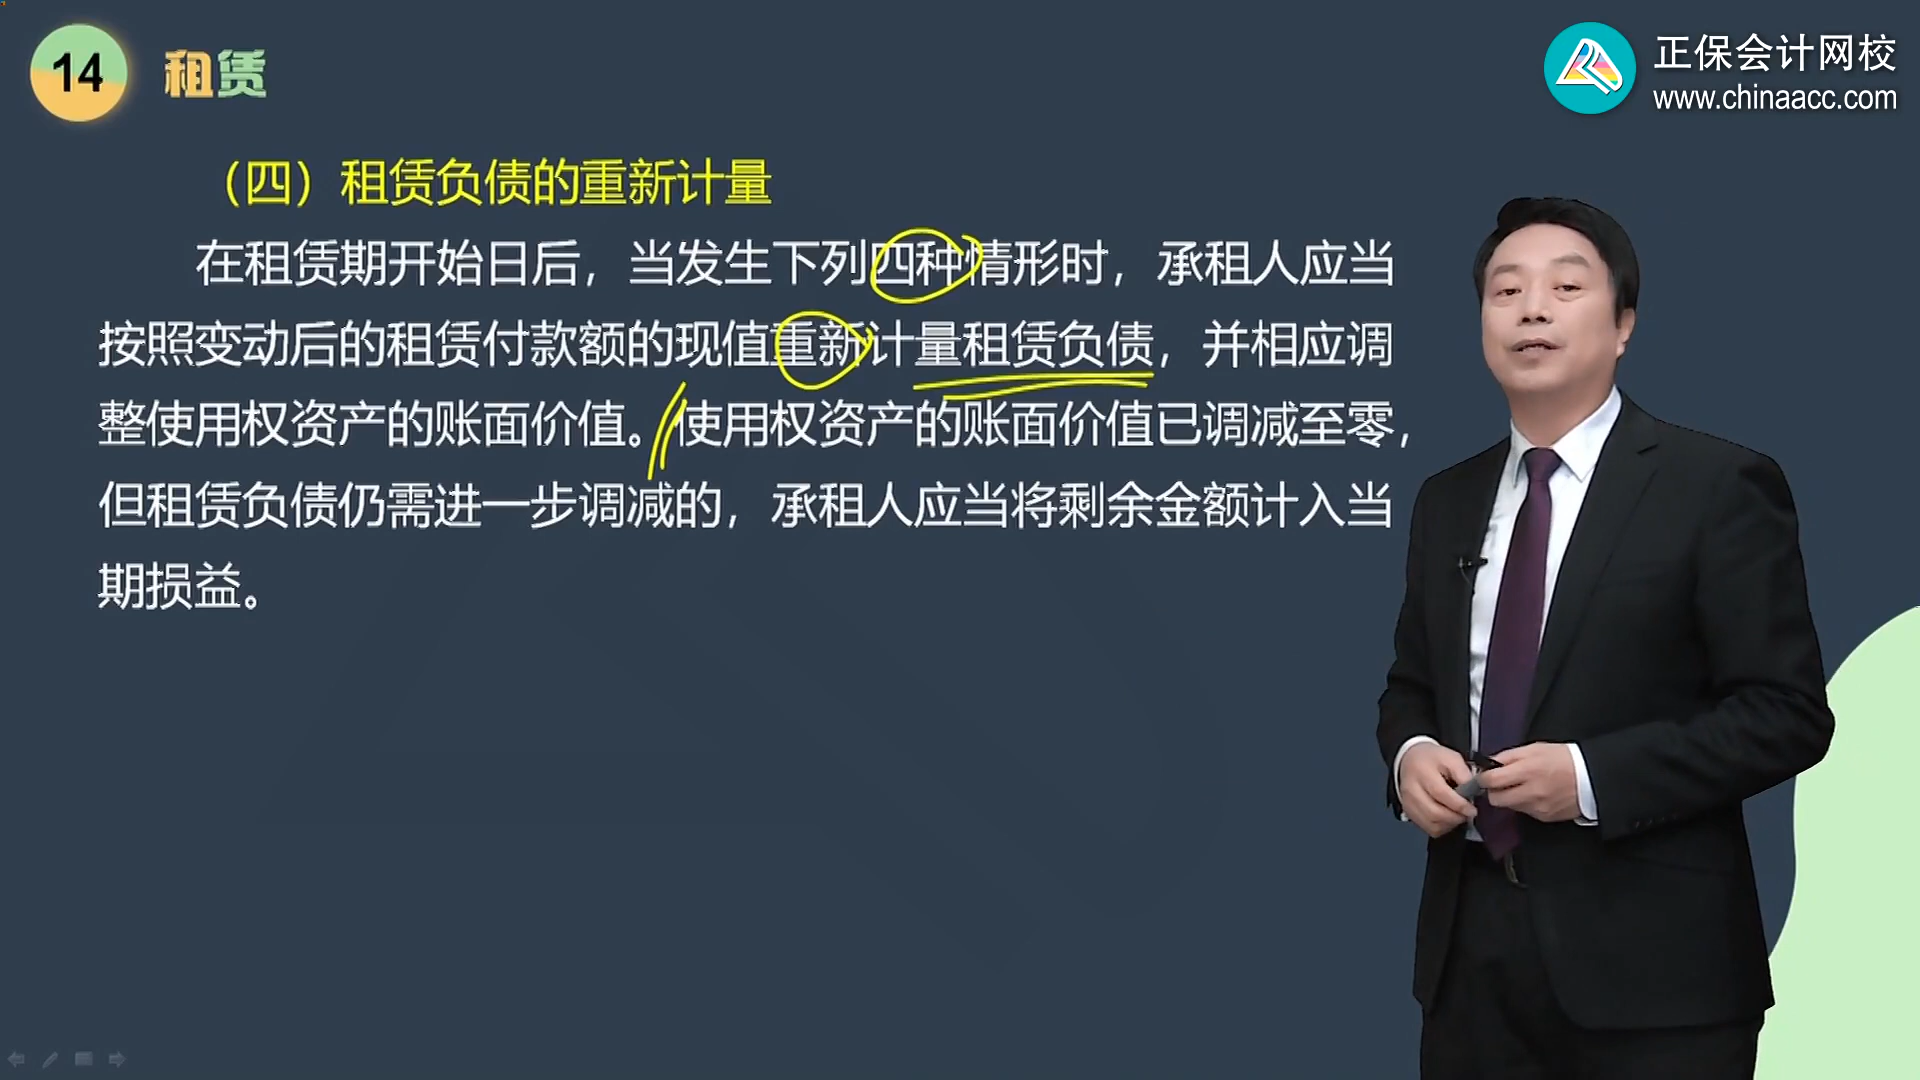 14 租赁
正保会计网校
www.chinaacc.com
（四）租赁负债的重新计量
在租赁期开始日后，当发生下列四种情形时，承租人应当
按照变动后的租赁付款额的现值重新计量租赁负债，并相应调
整使用权资产的账面价值。使用权资产的账面价值已调减至零，
但租赁负债仍需进一步调减的，承租人应当将剩余金额计入当
期损益。